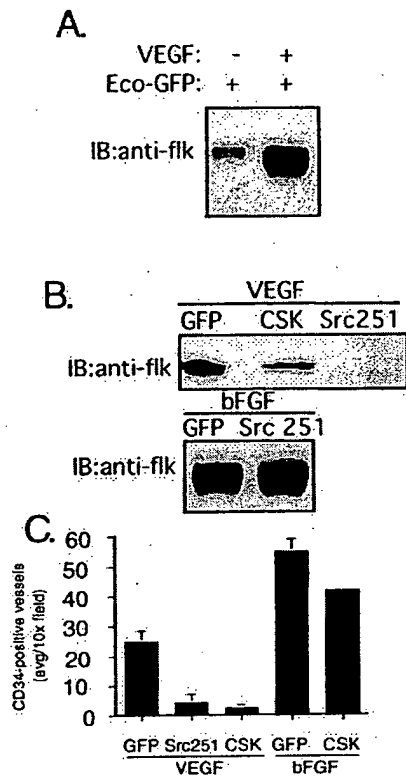 A.
VEGF: - +
Eco-GFP: + +
IB:anti-flk
B.
VEGF
GFP CSK Src251
IB:anti-flk
bFGF
GFP Src 251
IB:anti-flk
C.
CD34-positive vessels
(avg/10x field)
60
50
40
30
20
10
0
GFP Src251 CSK GFP CSK
VEGF bFGF